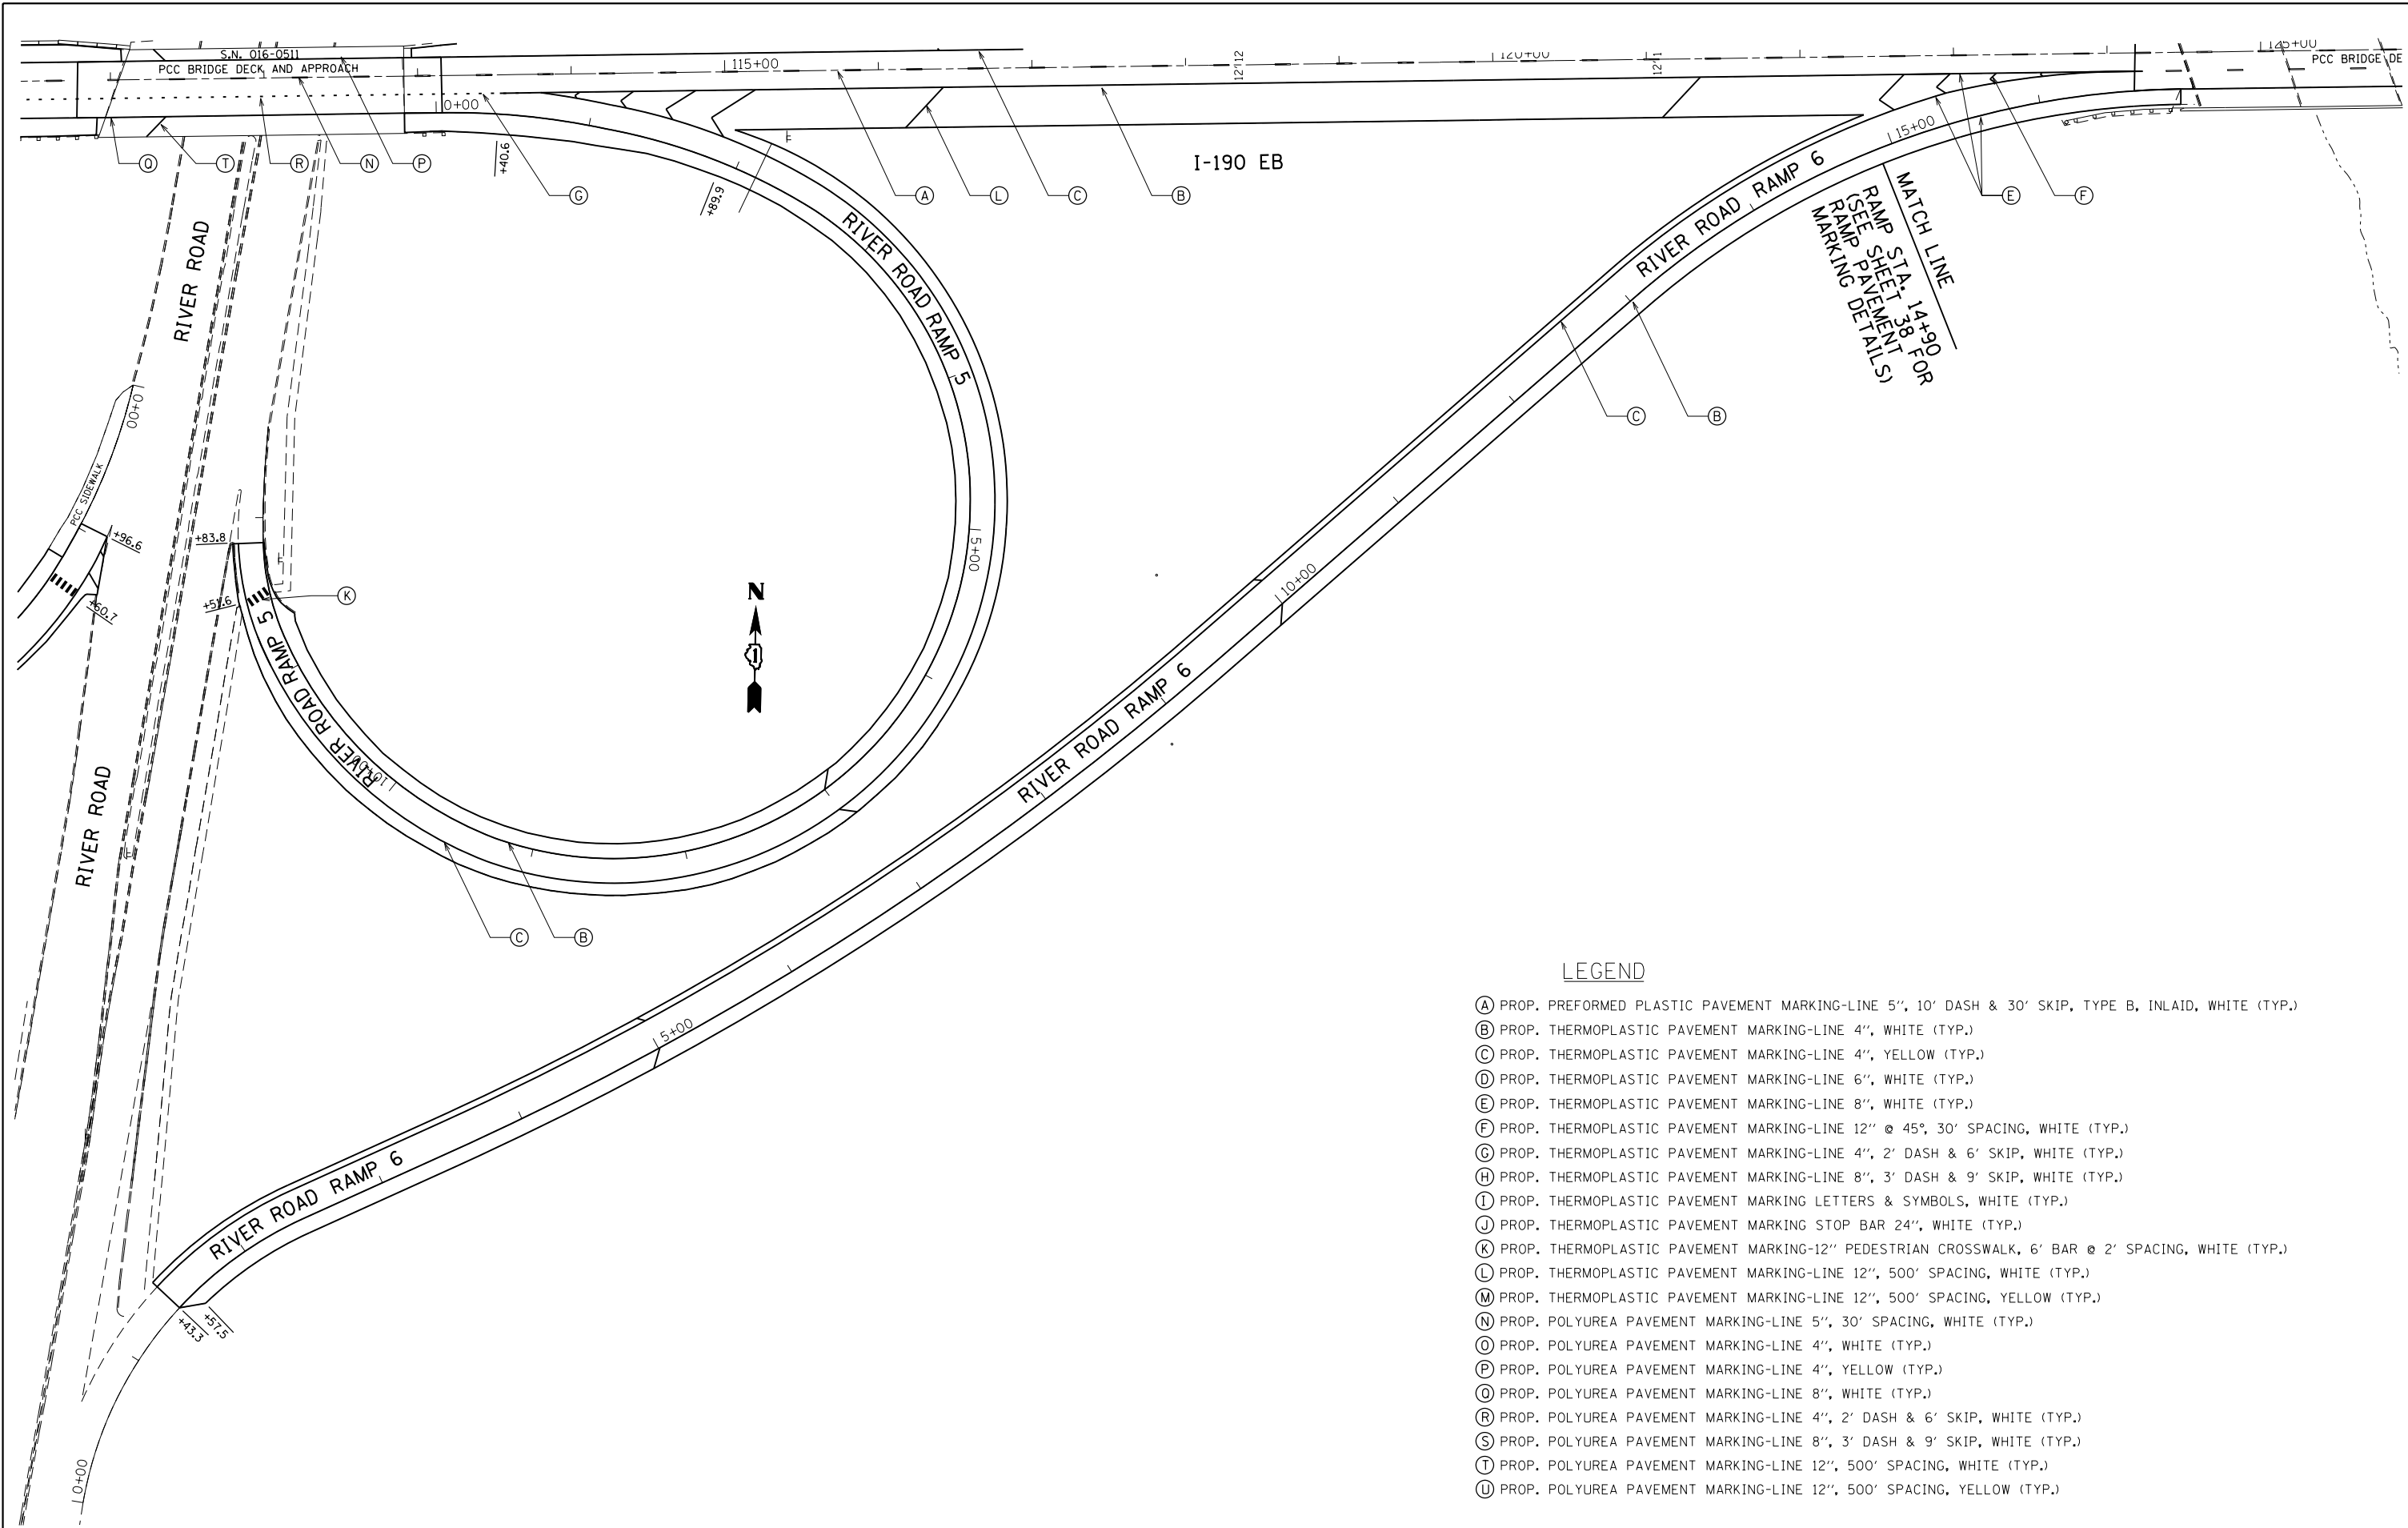 S.N. 016-0511
PCC BRIDGE DECK AND APPROACH
115+00
120+00
125+00
PCC BRIDGE DE
0+00
+40.6
+89.9
Q
T
R
N
P
G
A
L
C
B
I-190 EB
E
F
15+00
RIVER ROAD RAMP 6
MATCH LINE
RAMP STA. 14+90
(SEE SHEET 38 FOR
RAMP PAVEMENT
MARKING DETAILS)
RIVER ROAD
RIVER ROAD RAMP 5
0+00
PCC SIDEWALK
+96.6
+60.7
+83.8
+51.6
K
5+00
C
B
N
1
10+00
RIVER ROAD RAMP 5
10+00
RIVER ROAD RAMP 6
RIVER ROAD
C
B
5+00
RIVER ROAD RAMP 6
+43.3
+57.5
0+00
LEGEND
A PROP. PREFORMED PLASTIC PAVEMENT MARKING-LINE 5", 10' DASH & 30' SKIP, TYPE B, INLAID, WHITE (TYP.)
B PROP. THERMOPLASTIC PAVEMENT MARKING-LINE 4", WHITE (TYP.)
C PROP. THERMOPLASTIC PAVEMENT MARKING-LINE 4", YELLOW (TYP.)
D PROP. THERMOPLASTIC PAVEMENT MARKING-LINE 6", WHITE (TYP.)
E PROP. THERMOPLASTIC PAVEMENT MARKING-LINE 8", WHITE (TYP.)
F PROP. THERMOPLASTIC PAVEMENT MARKING-LINE 12" @ 45°, 30' SPACING, WHITE (TYP.)
G PROP. THERMOPLASTIC PAVEMENT MARKING-LINE 4", 2' DASH & 6' SKIP, WHITE (TYP.)
H PROP. THERMOPLASTIC PAVEMENT MARKING-LINE 8", 3' DASH & 9' SKIP, WHITE (TYP.)
I PROP. THERMOPLASTIC PAVEMENT MARKING LETTERS & SYMBOLS, WHITE (TYP.)
J PROP. THERMOPLASTIC PAVEMENT MARKING STOP BAR 24", WHITE (TYP.)
K PROP. THERMOPLASTIC PAVEMENT MARKING-12" PEDESTRIAN CROSSWALK, 6' BAR @ 2' SPACING, WHITE (TYP.)
L PROP. THERMOPLASTIC PAVEMENT MARKING-LINE 12", 500' SPACING, WHITE (TYP.)
M PROP. THERMOPLASTIC PAVEMENT MARKING-LINE 12", 500' SPACING, YELLOW (TYP.)
N PROP. POLYUREA PAVEMENT MARKING-LINE 5", 30' SPACING, WHITE (TYP.)
O PROP. POLYUREA PAVEMENT MARKING-LINE 4", WHITE (TYP.)
P PROP. POLYUREA PAVEMENT MARKING-LINE 4", YELLOW (TYP.)
Q PROP. POLYUREA PAVEMENT MARKING-LINE 8", WHITE (TYP.)
R PROP. POLYUREA PAVEMENT MARKING-LINE 4", 2' DASH & 6' SKIP, WHITE (TYP.)
S PROP. POLYUREA PAVEMENT MARKING-LINE 8", 3' DASH & 9' SKIP, WHITE (TYP.)
T PROP. POLYUREA PAVEMENT MARKING-LINE 12", 500' SPACING, WHITE (TYP.)
U PROP. POLYUREA PAVEMENT MARKING-LINE 12", 500' SPACING, YELLOW (TYP.)